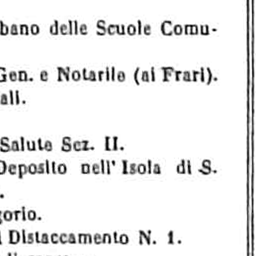 bano delle Scuole Comu-
Gen. e Notarile (ai Frari).
ali.
Salute Sez. II.
Deposito nell' Isola di S.
gorio.
i Distaccamento N. 1.